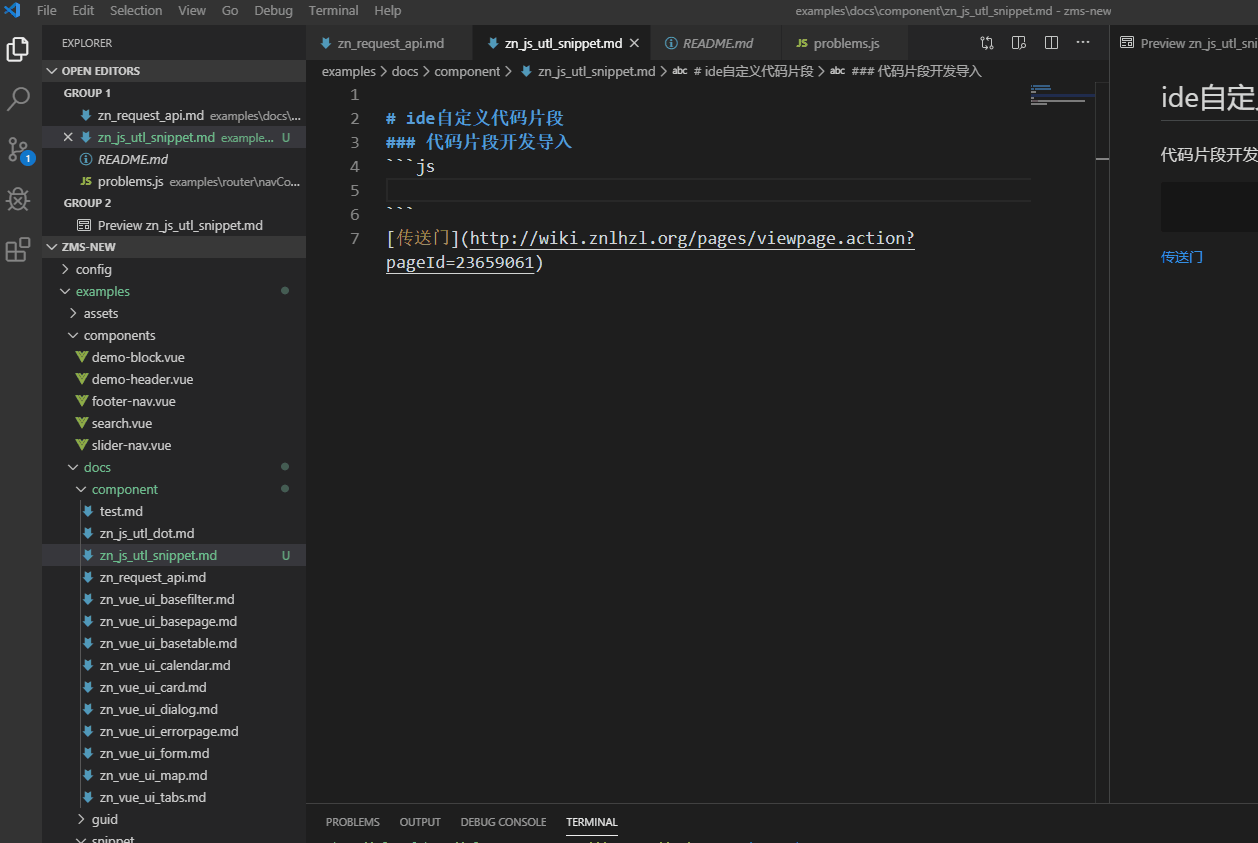 File Edit Selection View Go Debug Terminal Help
examples\docs\component\zn_js_utl_snippet.md - zms-new
EXPLORER
OPEN EDITORS
GROUP 1
zn_request_api.md examples\docs\...
zn_js_utl_snippet.md example... U
README.md
problems.js examples\router\navCo...
GROUP 2
Preview zn_js_utl_snippet.md
ZMS-NEW
config
examples
assets
components
demo-block.vue
demo-header.vue
footer-nav.vue
search.vue
slider-nav.vue
docs
component
test.md
zn_js_utl_dot.md
zn_js_utl_snippet.md U
zn_request_api.md
zn_vue_ui_basefilter.md
zn_vue_ui_basepage.md
zn_vue_ui_basetable.md
zn_vue_ui_calendar.md
zn_vue_ui_card.md
zn_vue_ui_dialog.md
zn_vue_ui_errorpage.md
zn_vue_ui_form.md
zn_vue_ui_map.md
zn_vue_ui_tabs.md
guid
snippet
1
zn_request_api.md zn_js_utl_snippet.md README.md JS problems.js
examples > docs > component > zn_js_utl_snippet.md > abc # ide自定义代码片段 > abc ### 代码片段开发导入
1
2 # ide自定义代码片段
3 ### 代码片段开发导入
4 ```js
5
6 ```
7 [传送门](http://wiki.znlhzl.org/pages/viewpage.action?
pageId=23659061)
Preview zn_js_utl_sni
ide自定
代码片段开发
传送门
PROBLEMS OUTPUT DEBUG CONSOLE TERMINAL